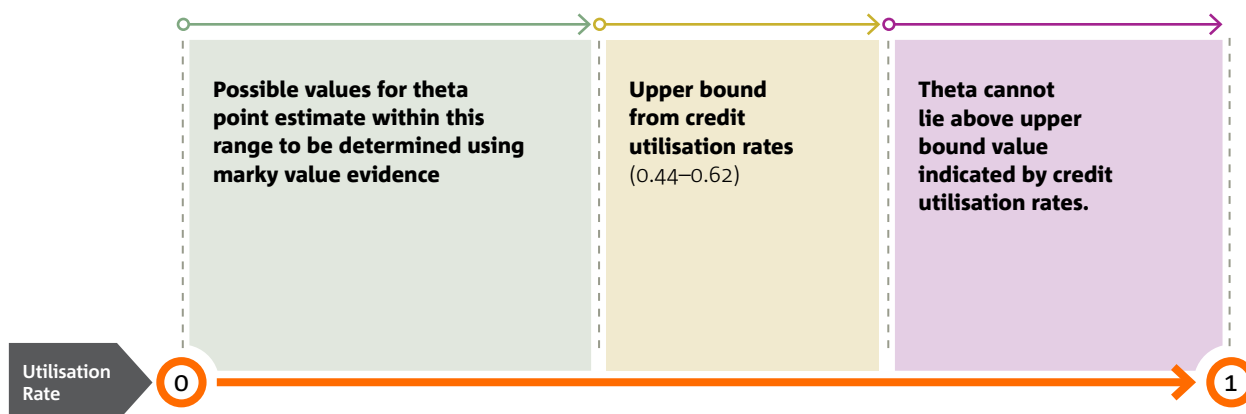 Possible values for theta
point estimate within this
range to be determined using
marky value evidence
Upper bound
from credit
utilisation rates
(0.44–0.62)
Theta cannot
lie above upper
bound value
indicated by credit
utilisation rates.
Utilisation
Rate
0
1